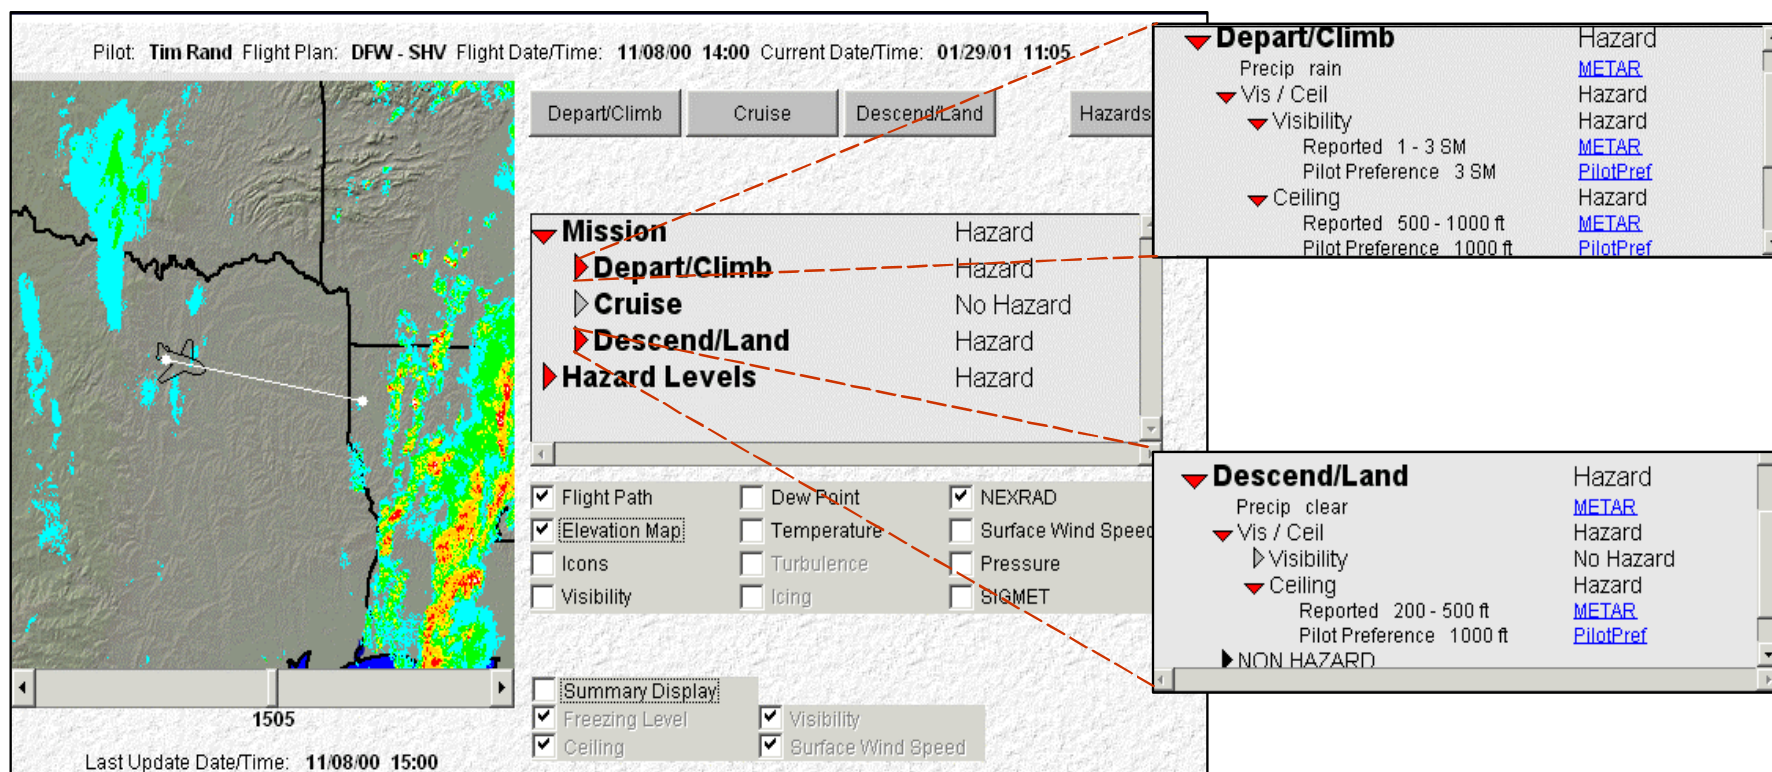 Pilot: Tim Rand Flight Plan: DFW - SHV Flight Date/Time: 11/08/00 14:00 Current Date/Time: 01/29/01 11:05
Depart/Climb Cruise Descend/Land Hazards
Mission Hazard
Depart/Climb Hazard
Cruise No Hazard
Descend/Land Hazard
Hazard Levels Hazard
Flight Path Dew Point NEXRAD
Elevation Map Temperature Surface Wind Speed
Icons Turbulence Pressure
Visibility Icing SIGMET
Summary Display
Freezing Level Visibility
Ceiling Surface Wind Speed
1505
Last Update Date/Time: 11/08/00 15:00
Depart/Climb Hazard
Precip rain METAR
Vis / Ceil Hazard
Visibility Hazard
Reported 1 - 3 SM METAR
Pilot Preference 3 SM PilotPref
Ceiling Hazard
Reported 500 - 1000 ft METAR
Pilot Preference 1000 ft PilotPref
Descend/Land Hazard
Precip clear METAR
Vis / Ceil Hazard
Visibility No Hazard
Ceiling Hazard
Reported 200 - 500 ft METAR
Pilot Preference 1000 ft PilotPref
NON HAZARD